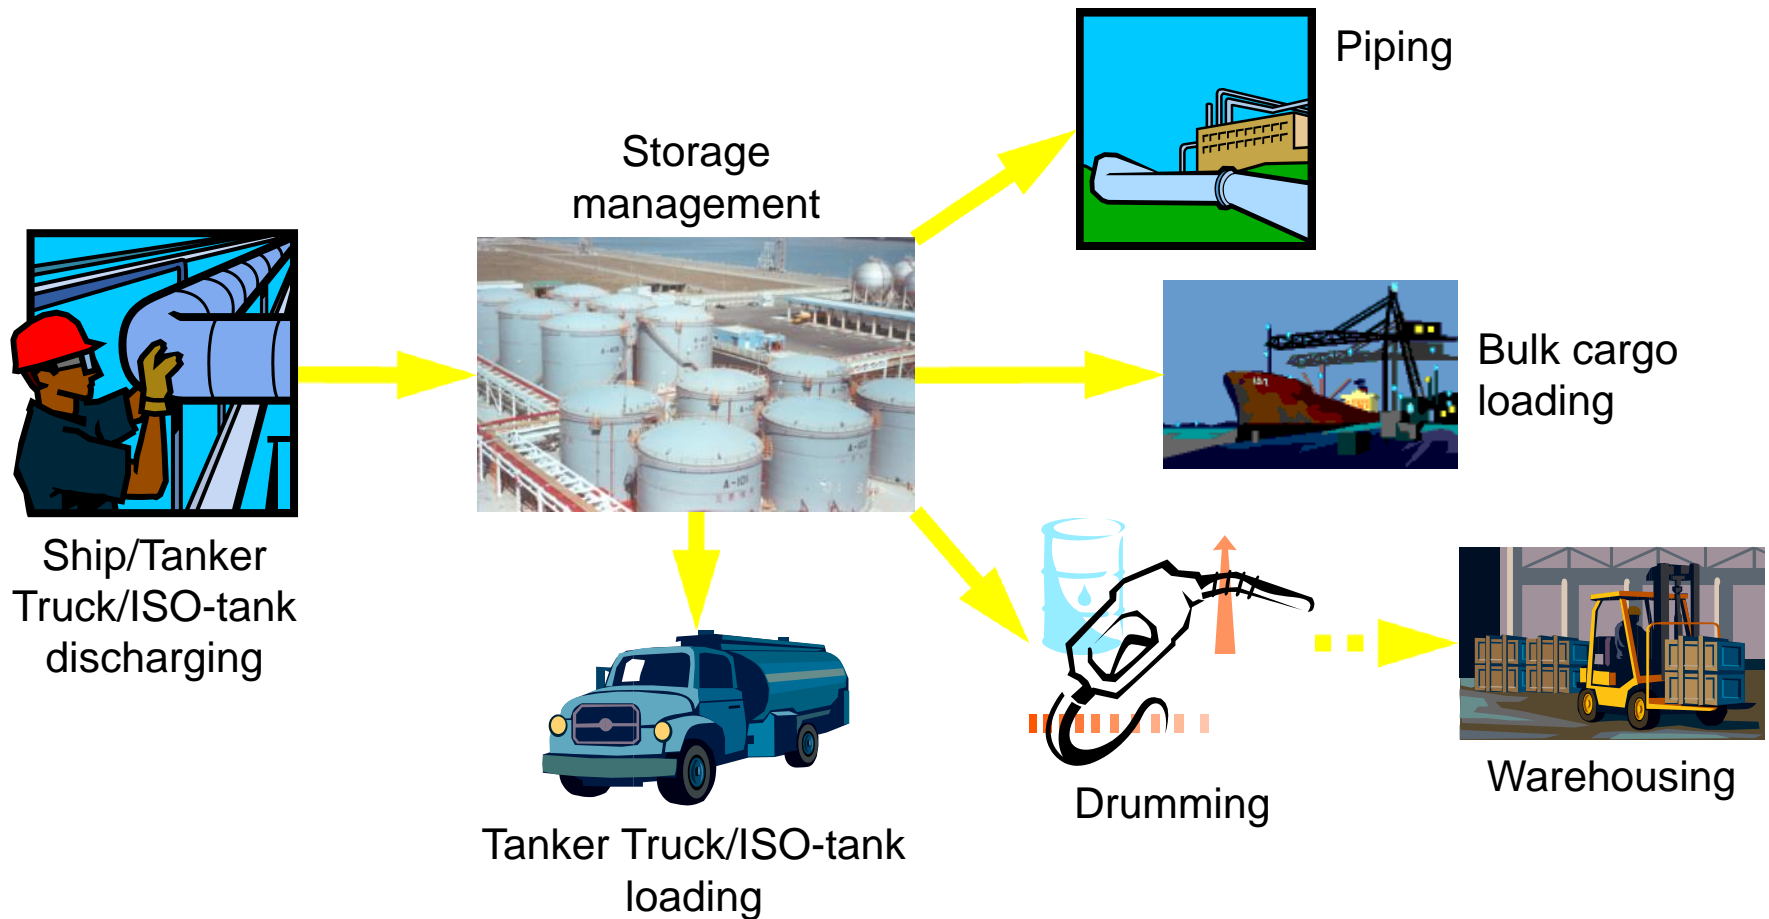 Piping
Storage
management
Bulk cargo
loading
Ship/Tanker
Truck/ISO-tank
discharging
A-101
Tanker Truck/ISO-tank
loading
Drumming
Warehousing